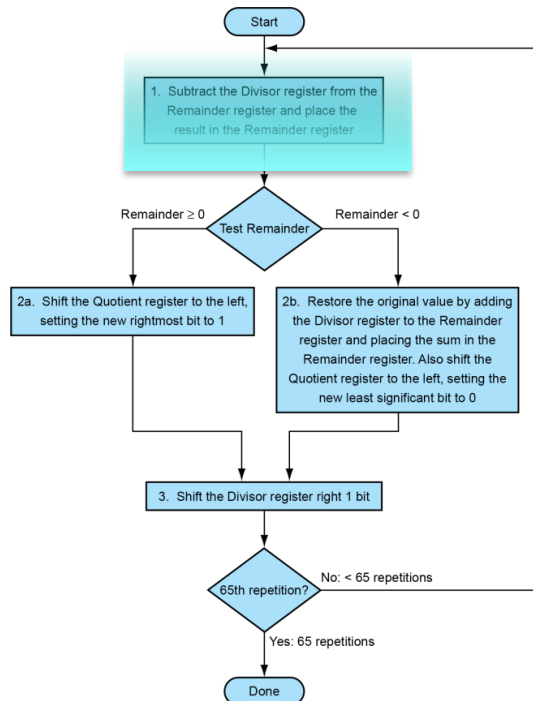 Start
1. Subtract the Divisor register from the
Remainder register and place the
result in the Remainder register
Test Remainder
Remainder ≥ 0
Remainder < 0
2a. Shift the Quotient register to the left,
setting the new rightmost bit to 1
2b. Restore the original value by adding
the Divisor register to the Remainder
register and placing the sum in the
Remainder register. Also shift the
Quotient register to the left, setting the
new least significant bit to 0
3. Shift the Divisor register right 1 bit
65th repetition?
No: < 65 repetitions
Yes: 65 repetitions
Done